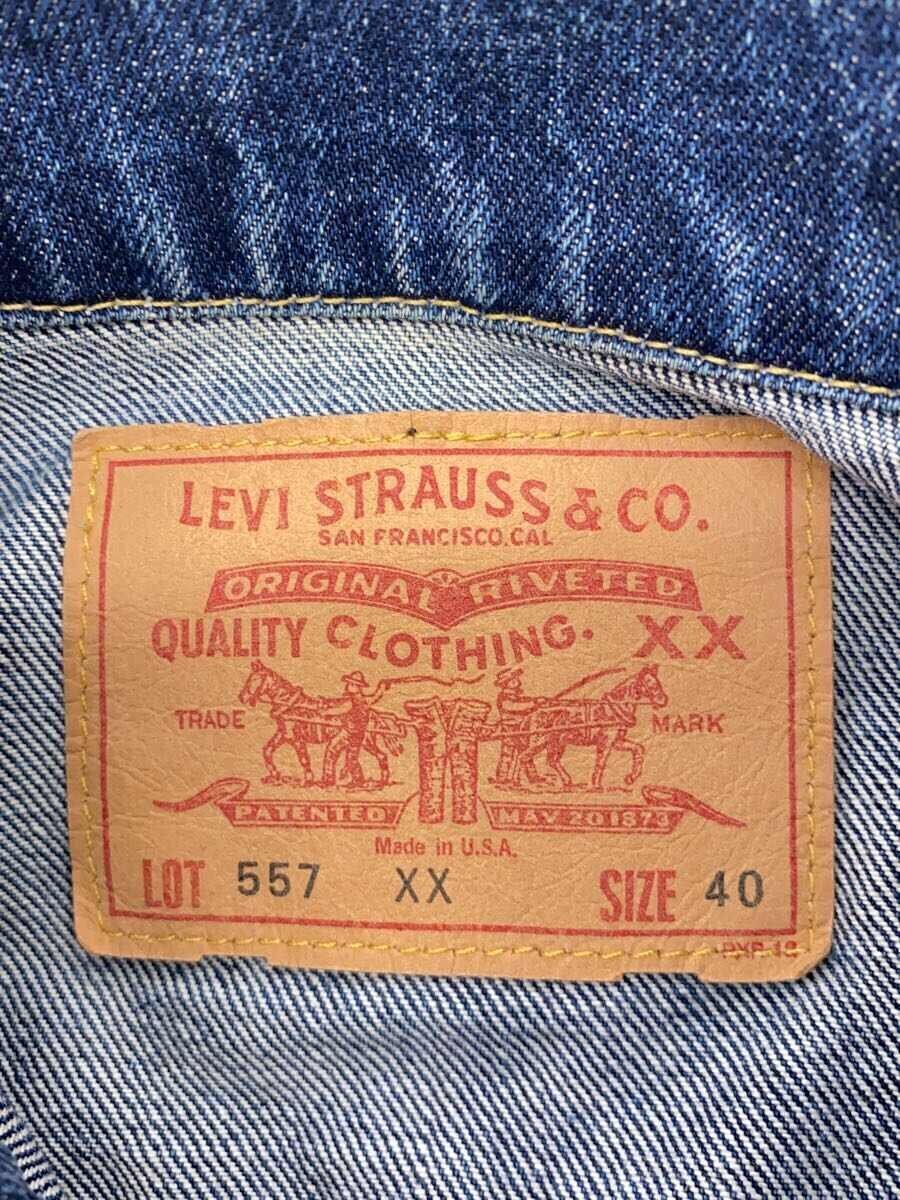 LEVI STRAUSS & CO.
SAN FRANCISCO, CAL
ORIGINAL RIVETED
QUALITY CLOTHING. XX
TRADE MARK
PATENTED MAY 20 1873
Made in U.S.A.
LOT 557 XX SIZE 40